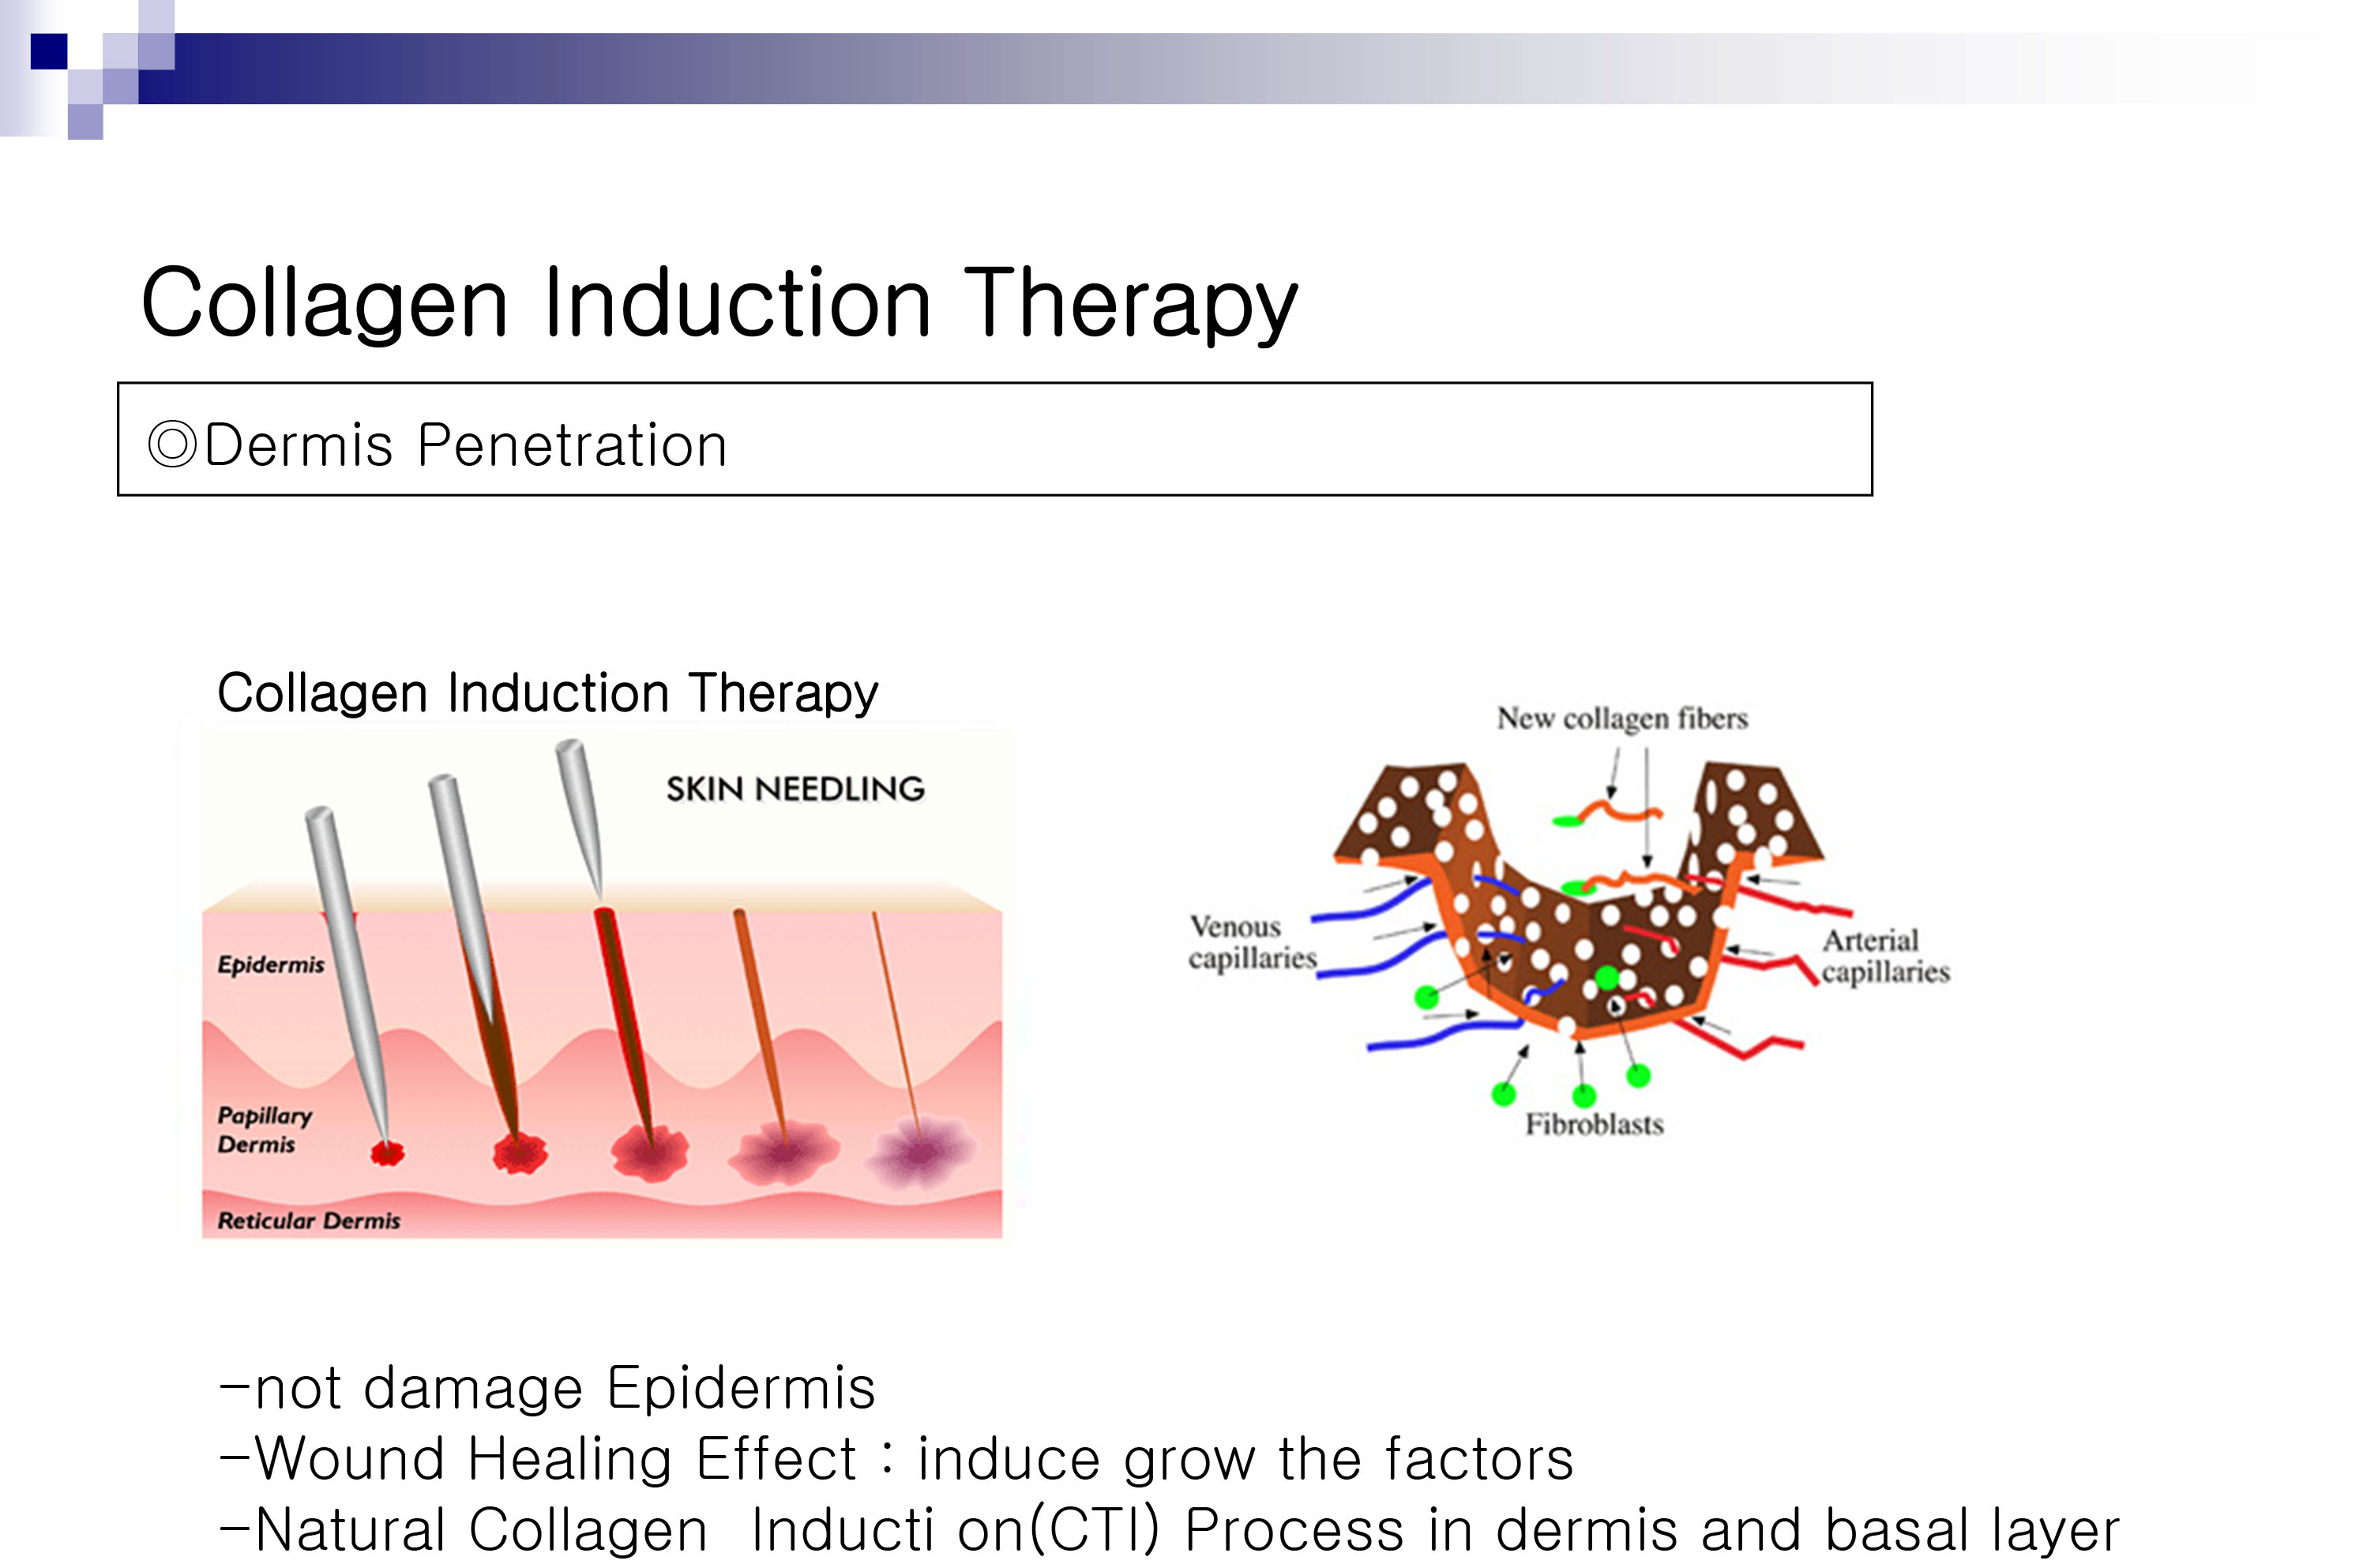 Collagen Induction Therapy
◎Dermis Penetration
Collagen Induction Therapy
SKIN NEEDLING
Epidermis
Papillary
Dermis
Reticular Dermis
New collagen fibers
Venous
capillaries
Arterial
capillaries
Fibroblasts
-not damage Epidermis
-Wound Healing Effect : induce grow the factors
-Natural Collagen  Inducti on(CTI) Process in dermis and basal layer